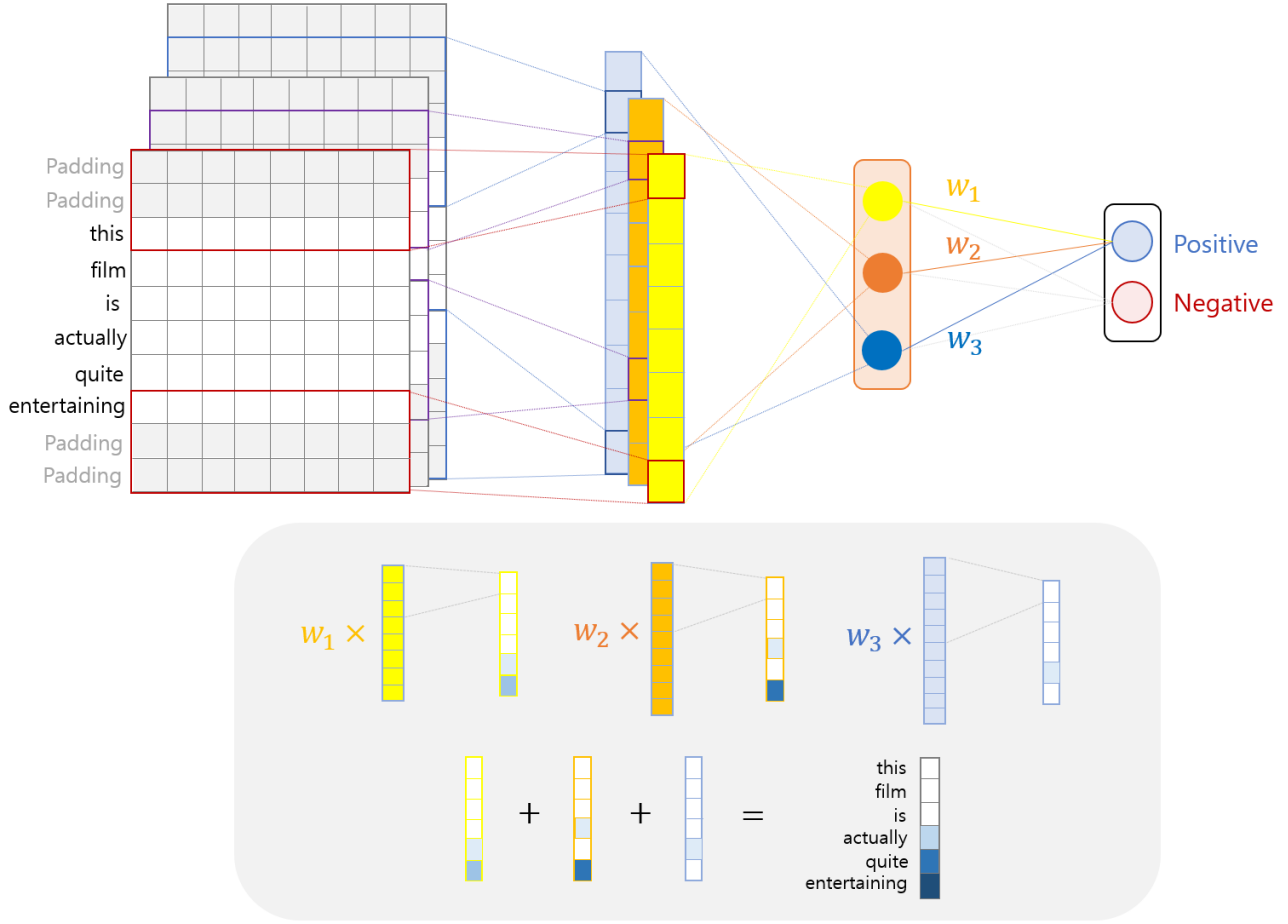 Padding
Padding
this
film
is
actually
quite
entertaining
Padding
Padding
w₁
w₂
w₃
Positive
Negative
w₁ ×
w₂ ×
w₃ ×
+
+
=
this
film
is
actually
quite
entertaining